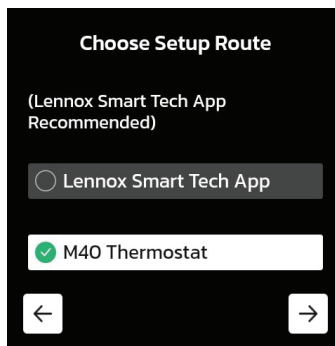 Choose Setup Route
(Lennox Smart Tech App
Recommended)
Lennox Smart Tech App
M40 Thermostat